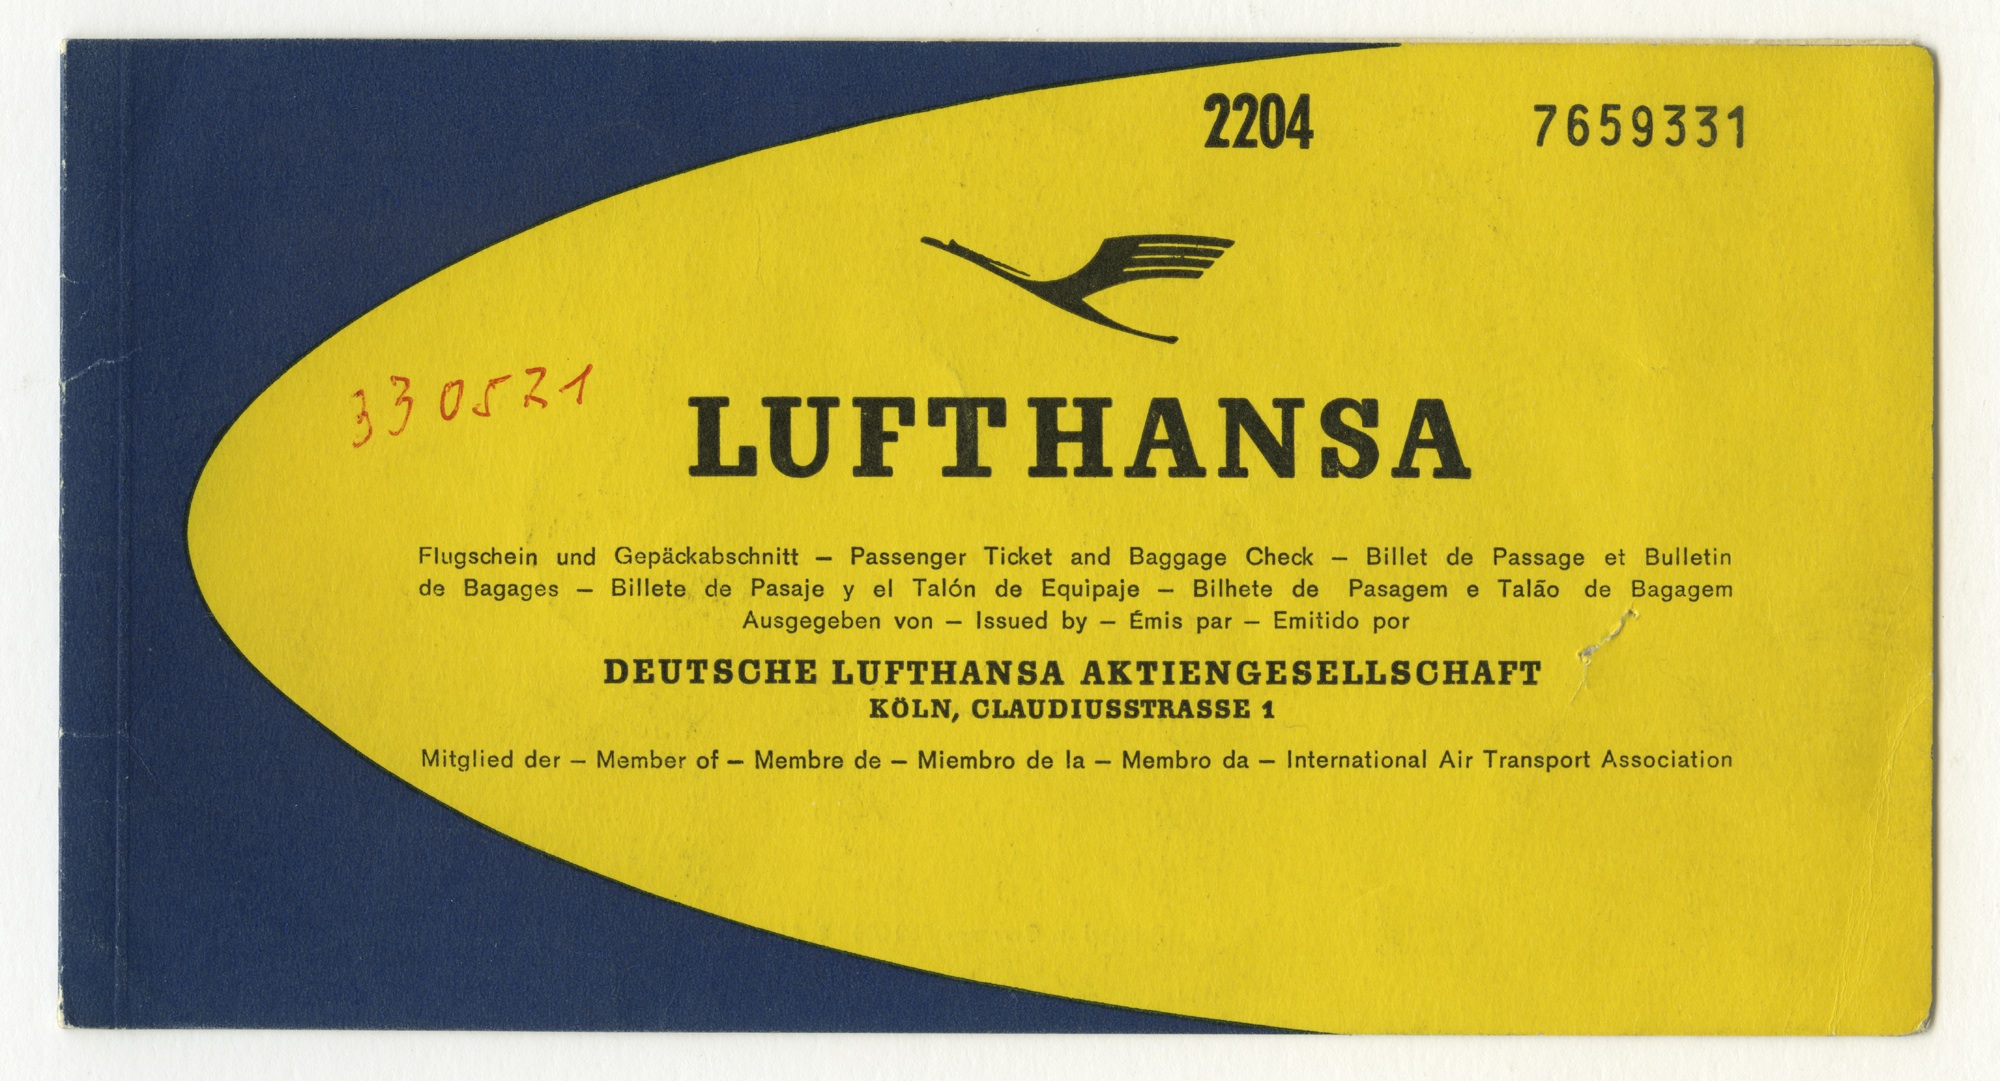 2204 7659331
330521
LUFTHANSA
Flugschein und Gepäckabschnitt — Passenger Ticket and Baggage Check — Billet de Passage et Bulletin
de Bagages — Billete de Pasaje y el Talón de Equipaje — Bilhete de Pasagem e Talão de Bagagem
Ausgegeben von — Issued by — Émis par — Emitido por
DEUTSCHE LUFTHANSA AKTIENGESELLSCHAFT
KÖLN, CLAUDIUSSTRASSE 1
Mitglied der — Member of — Membre de — Miembro de la — Membro da — International Air Transport Association